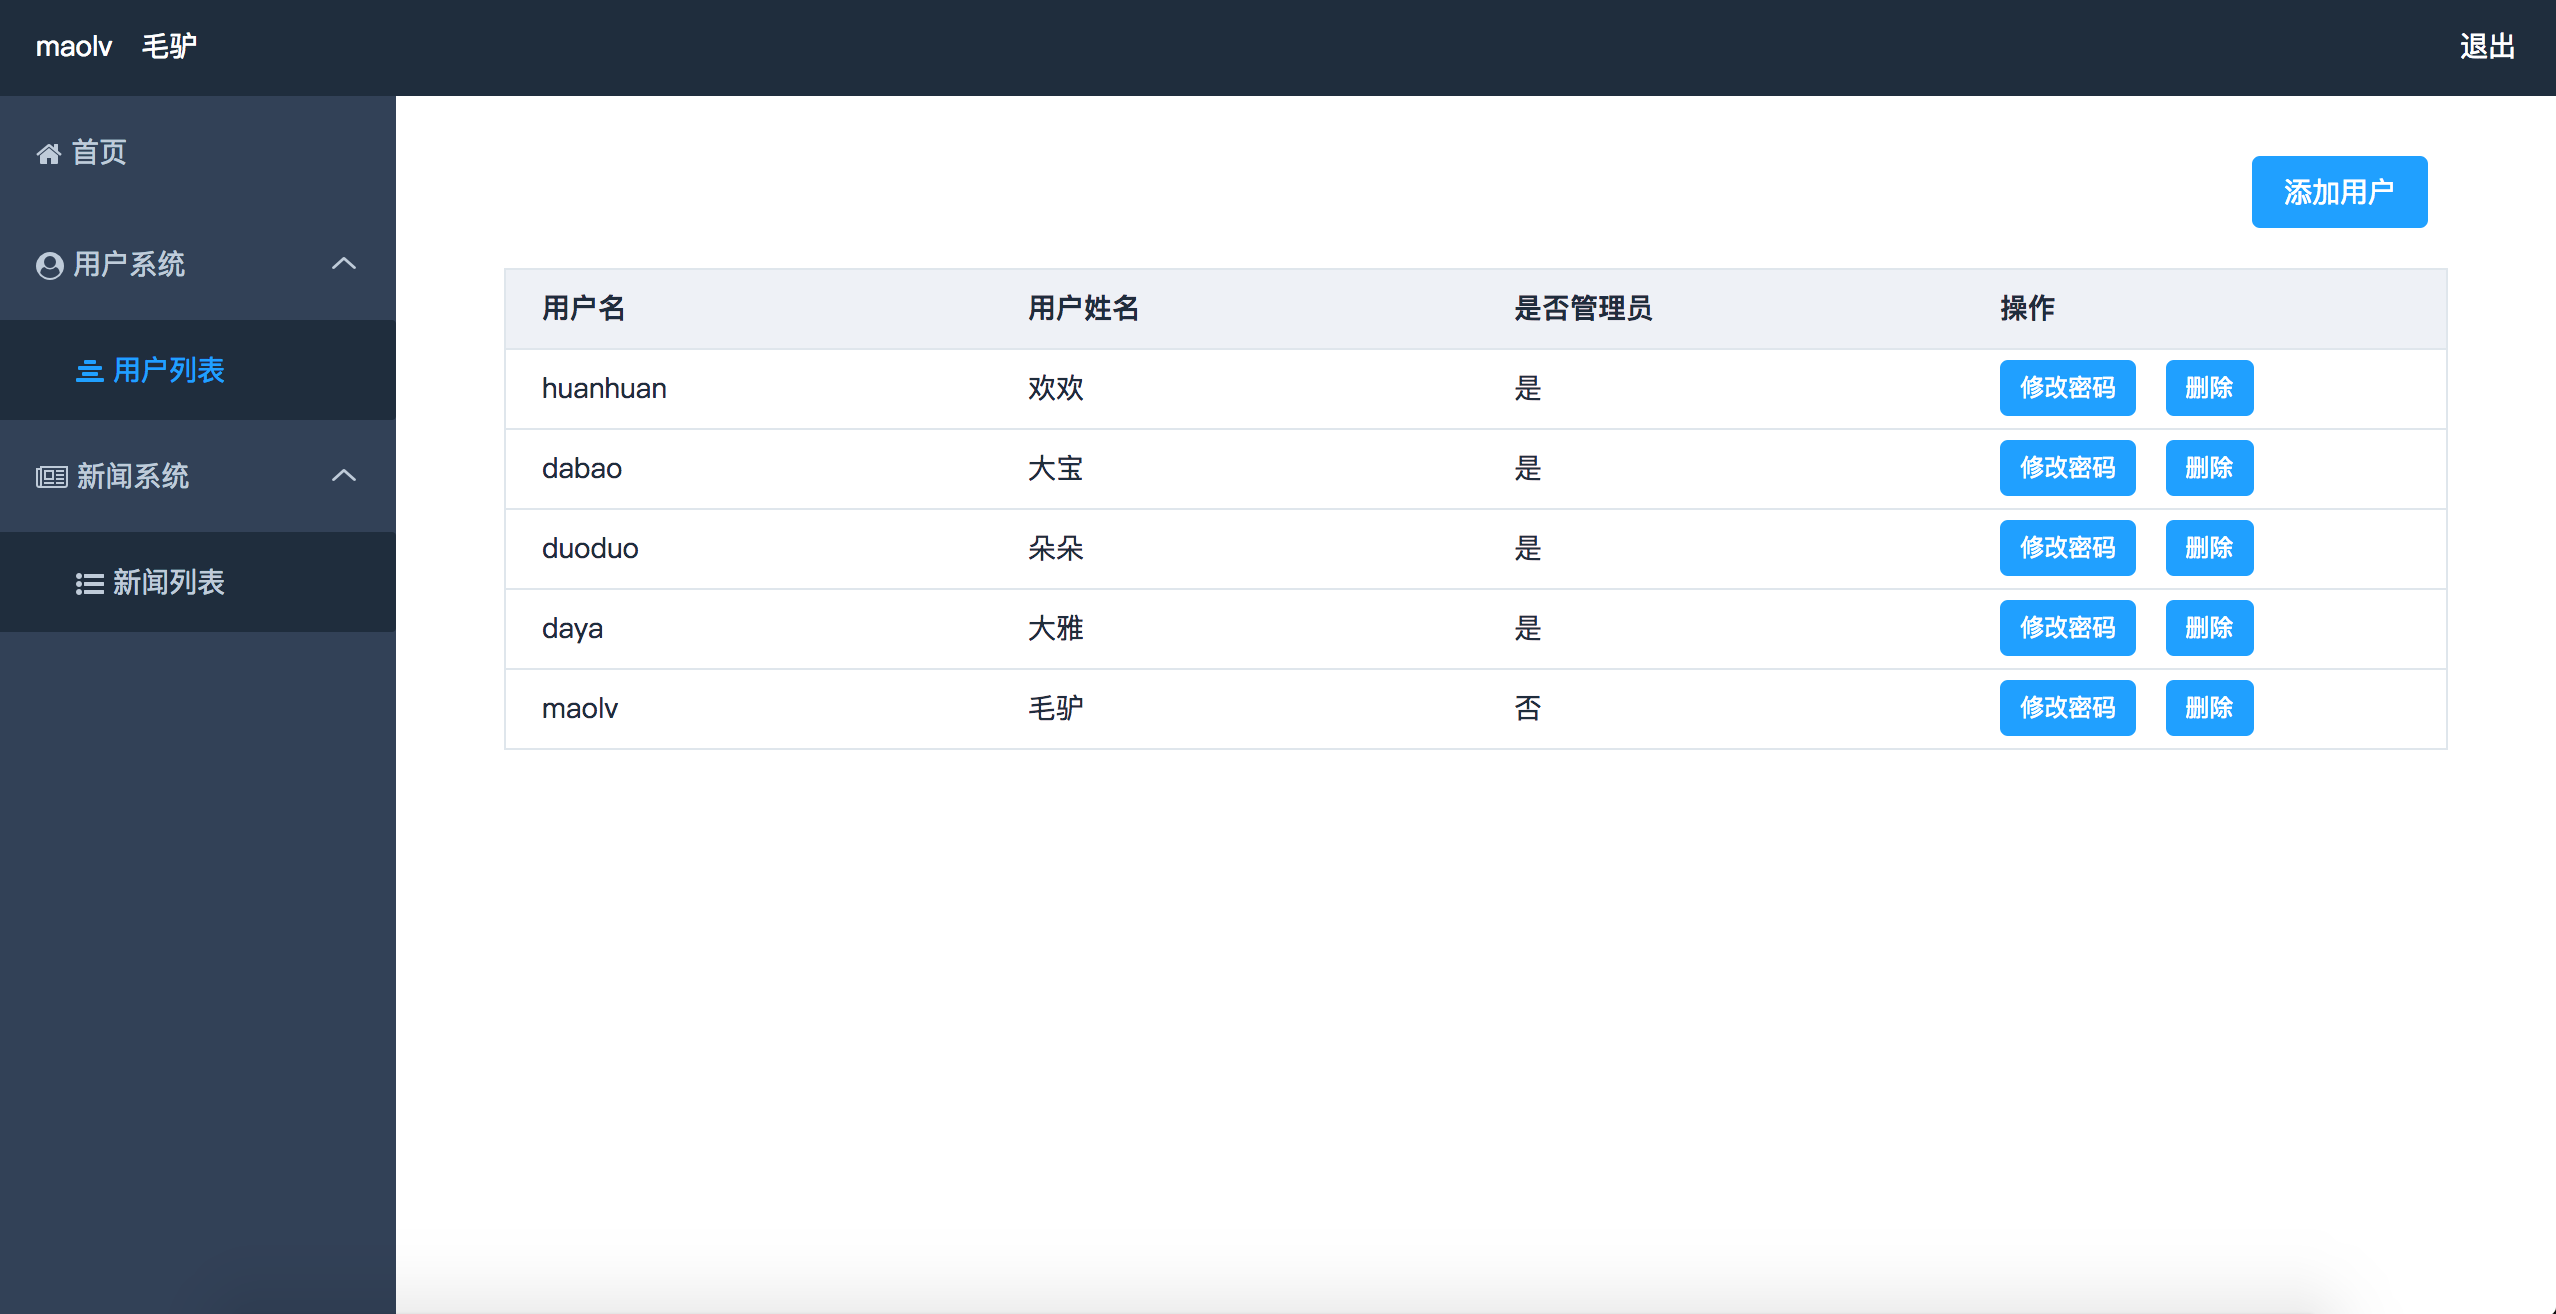 maolv 毛驴 退出
首页
用户系统
用户列表
新闻系统
新闻列表
添加用户
用户名 用户姓名 是否管理员 操作
huanhuan 欢欢 是 修改密码 删除
dabao 大宝 是 修改密码 删除
duoduo 朵朵 是 修改密码 删除
daya 大雅 是 修改密码 删除
maolv 毛驴 否 修改密码 删除